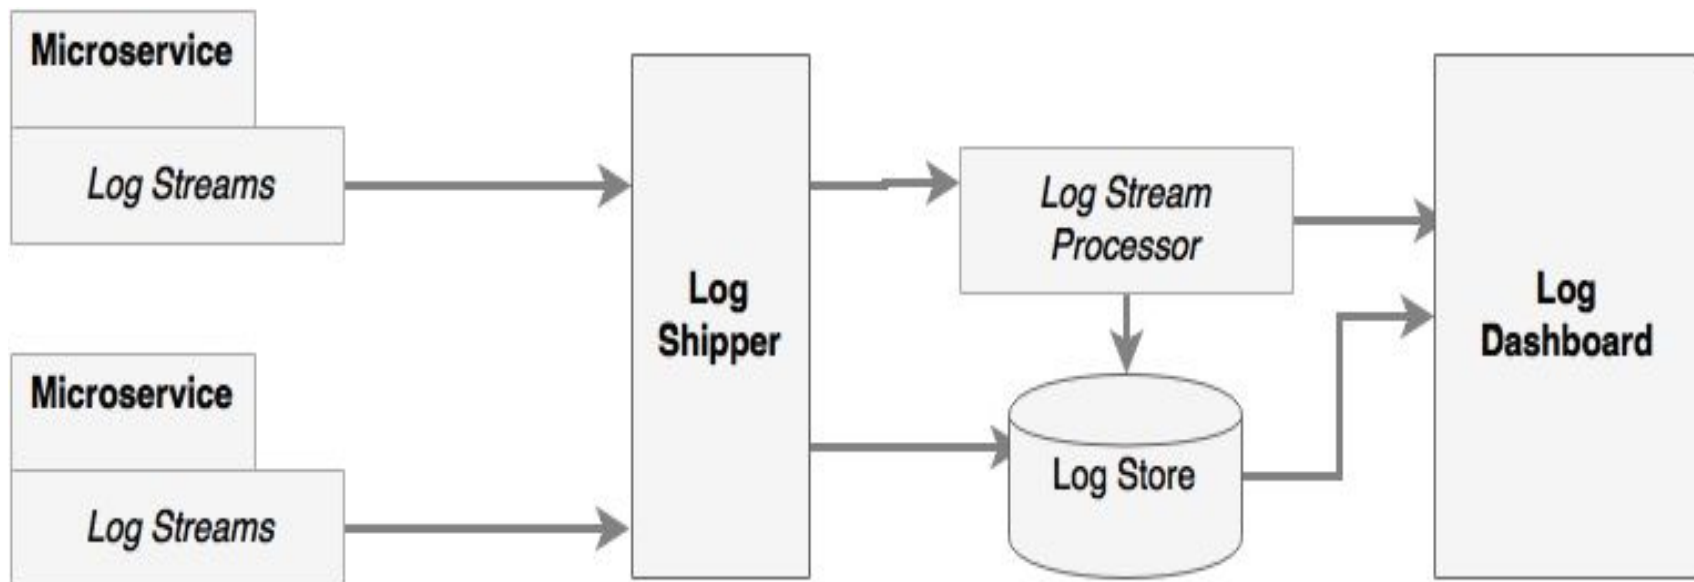 Microservice
Log Streams
Microservice
Log Streams
Log
Shipper
Log Stream
Processor
Log Store
Log
Dashboard